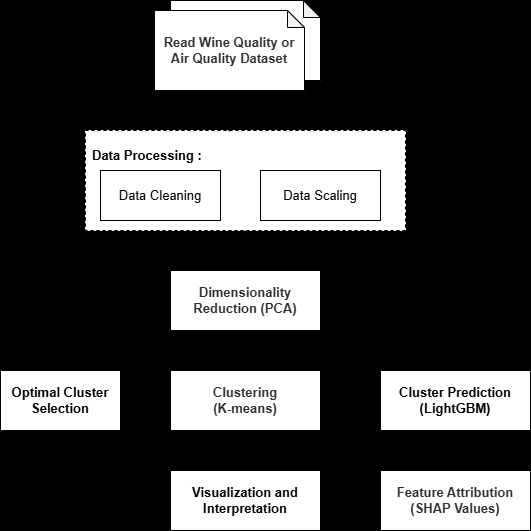 Read Wine Quality or
Air Quality Dataset
Data Processing :
Data Cleaning
Data Scaling
Dimensionality
Reduction (PCA)
Optimal Cluster
Selection
Clustering
(K-means)
Cluster Prediction
(LightGBM)
Visualization and
Interpretation
Feature Attribution
(SHAP Values)